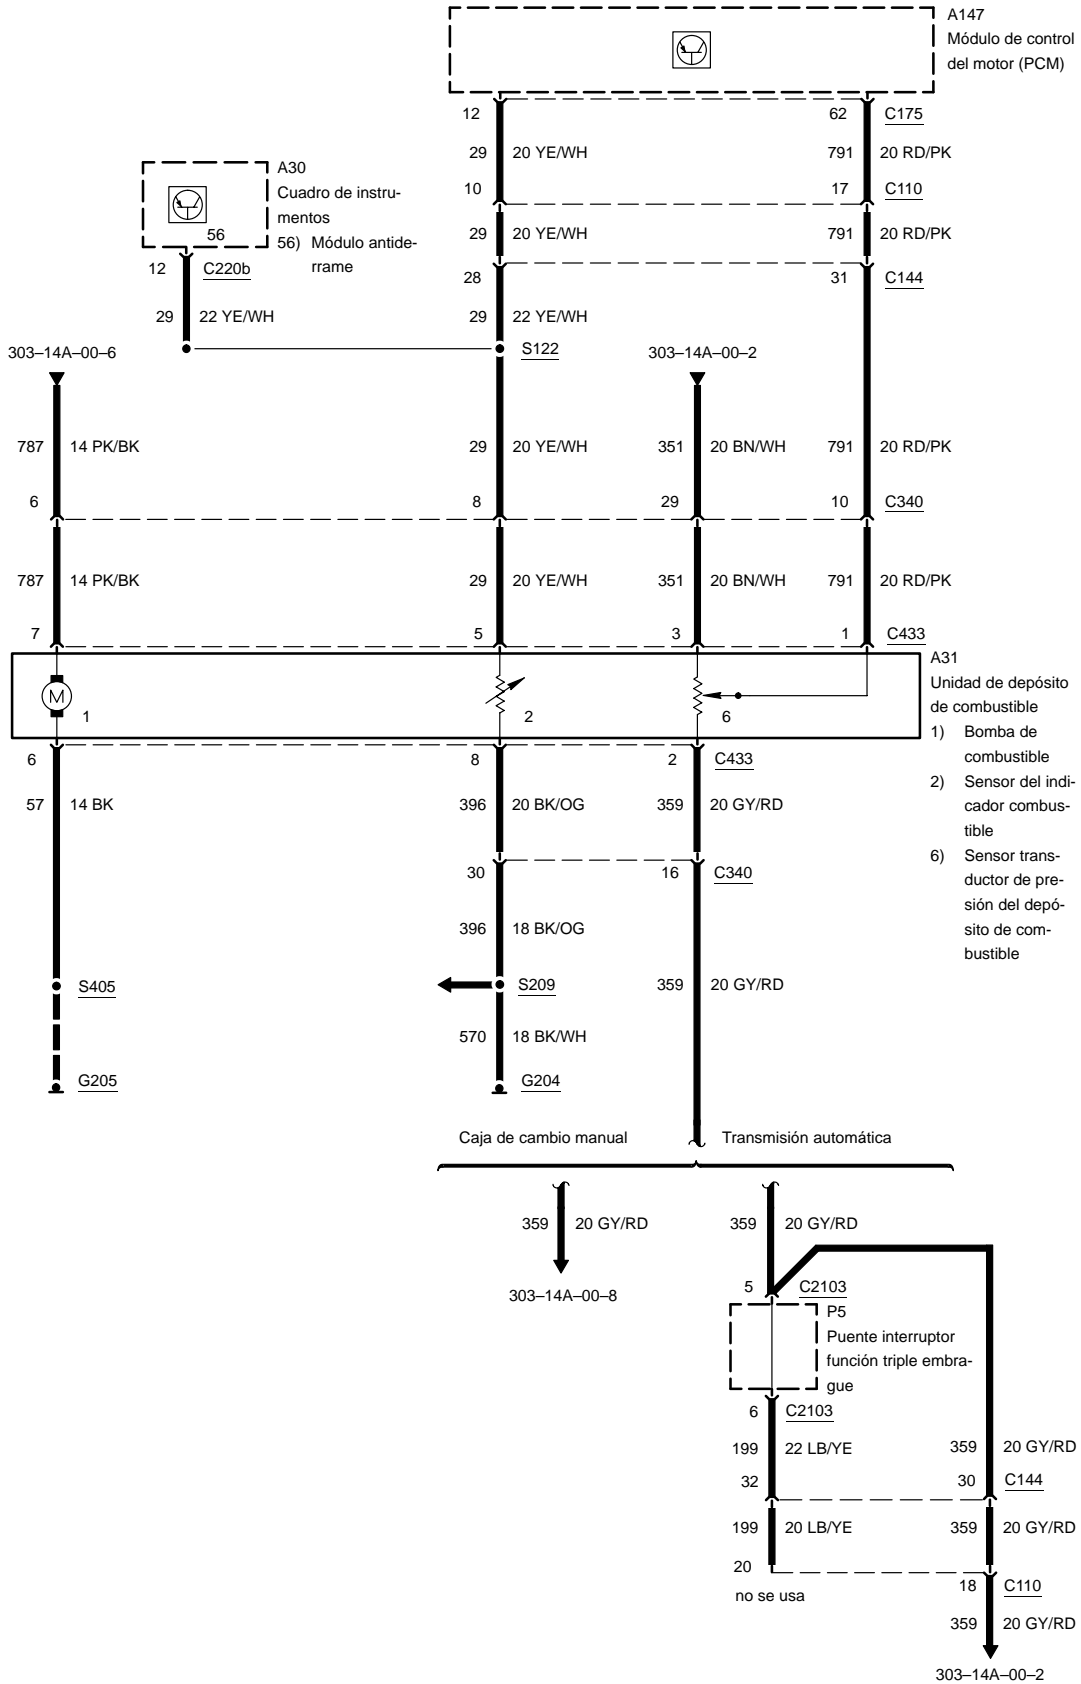 A147
Módulo de control
del motor (PCM)
12
62
C175
29
20 YE/WH
791
20 RD/PK
10
17
C110
A30
Cuadro de instru-
mentos
56) Módulo antide-
rrame
56
29
20 YE/WH
791
20 RD/PK
12
C220b
28
31
C144
29
22 YE/WH
29
22 YE/WH
S122
303–14A–00–6
303–14A–00–2
787
14 PK/BK
29
20 YE/WH
351
20 BN/WH
791
20 RD/PK
6
8
29
10
C340
787
14 PK/BK
29
20 YE/WH
351
20 BN/WH
791
20 RD/PK
7
5
3
1
C433
M
1
2
6
A31
Unidad de depósito
de combustible
1) Bomba de
combustible
2) Sensor del indi-
cador combus-
tible
6) Sensor trans-
ductor de pre-
sión del depó-
sito de com-
bustible
6
8
2
C433
57
14 BK
396
20 BK/OG
359
20 GY/RD
30
16
C340
396
18 BK/OG
S405
S209
359
20 GY/RD
570
18 BK/WH
G205
G204
Caja de cambio manual
Transmisión automática
359
20 GY/RD
359
20 GY/RD
303–14A–00–8
5
C2103
P5
Puente interruptor
función triple embra-
gue
6
C2103
199
22 LB/YE
359
20 GY/RD
32
30
C144
199
20 LB/YE
359
20 GY/RD
20
no se usa
18
C110
359
20 GY/RD
303–14A–00–2